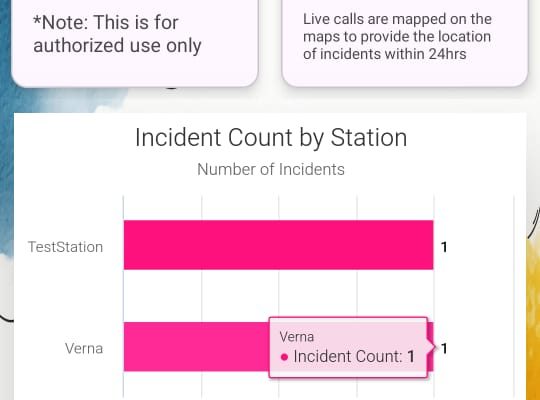 *Note: This is for
authorized use only
Live calls are mapped on the
maps to provide the location
of incidents within 24hrs
Incident Count by Station
Number of Incidents
TestStation
1
Verna
Verna
● Incident Count: 1
1